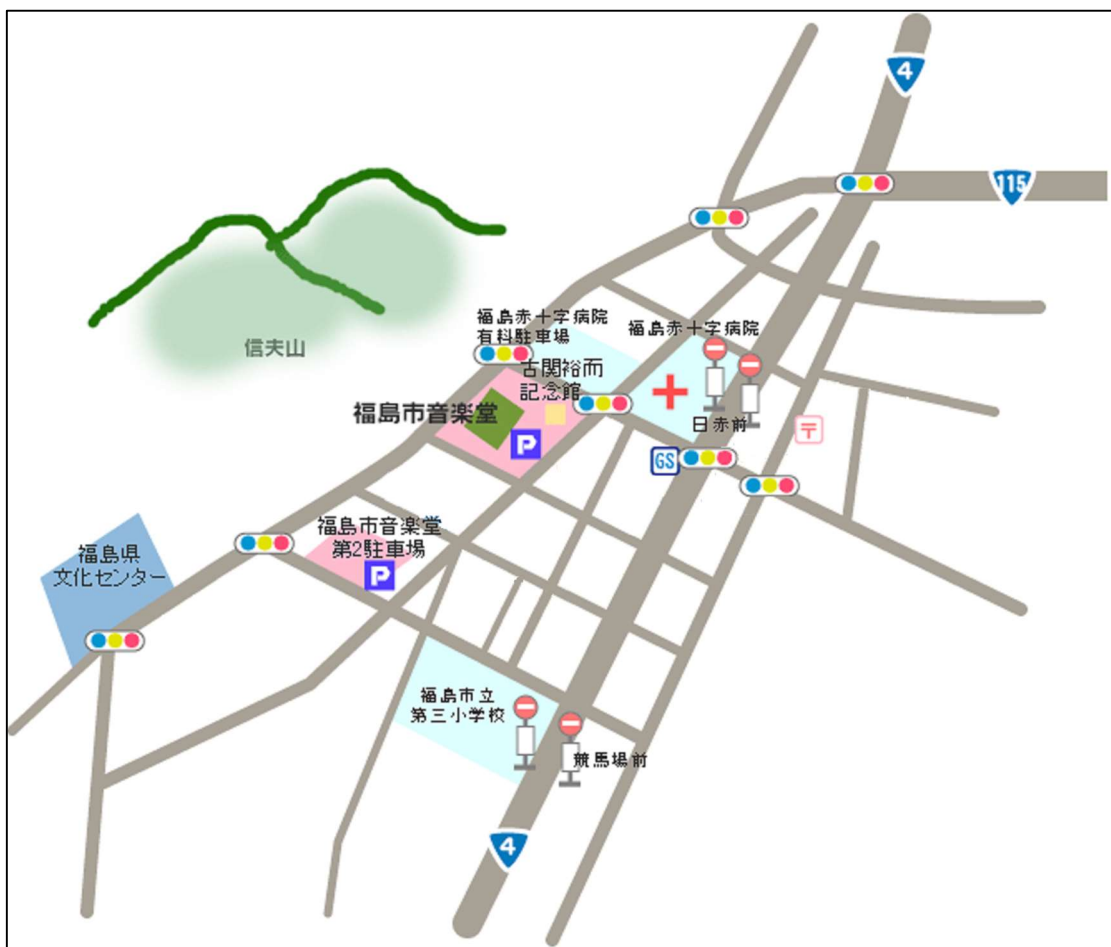 4
115
福島赤十字病院
有料駐車場
福島赤十字病院
信夫山
古関裕而
記念館
福島市音楽堂
P
日赤前
〒
GS
福島市音楽堂
第2駐車場
P
福島県
文化センター
福島市立
第三小学校
競馬場前
4